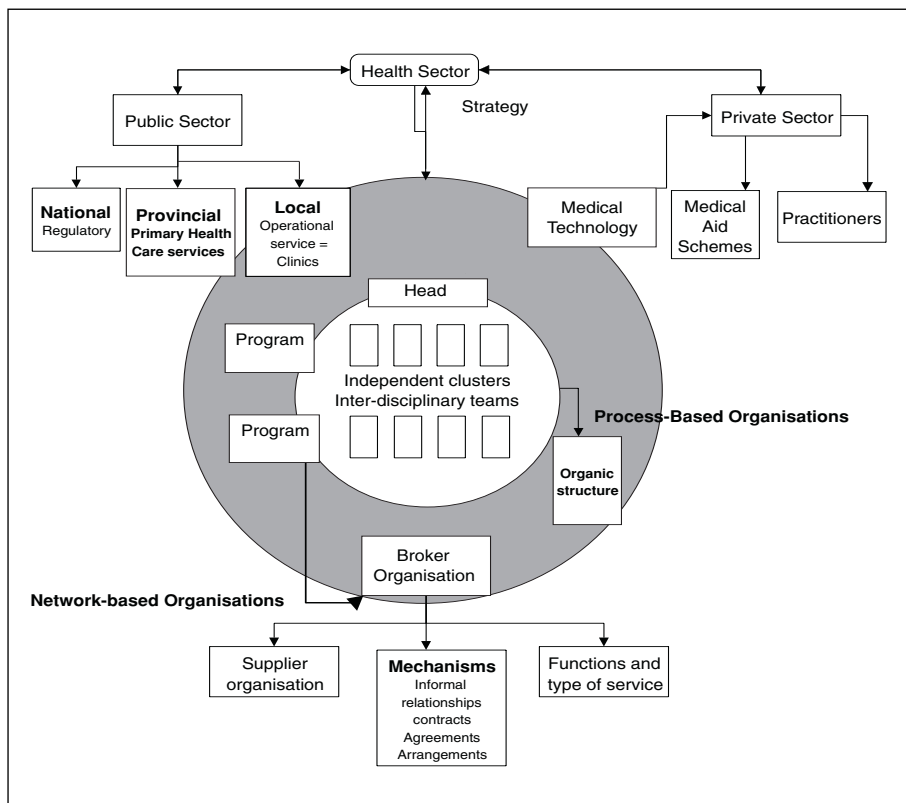 Health Sector
Strategy
Public Sector
Private Sector
National
Regulatory
Provincial
Primary Health
Care services
Local
Operational
service =
Clinics
Medical
Technology
Medical
Aid
Schemes
Practitioners
Head
Program
Independent clusters
Inter-disciplinary teams
Program
Process-Based Organisations
Organic
structure
Broker
Organisation
Network-based Organisations
Supplier
organisation
Mechanisms
Informal
relationships
contracts
Agreements
Arrangements
Functions and
type of service